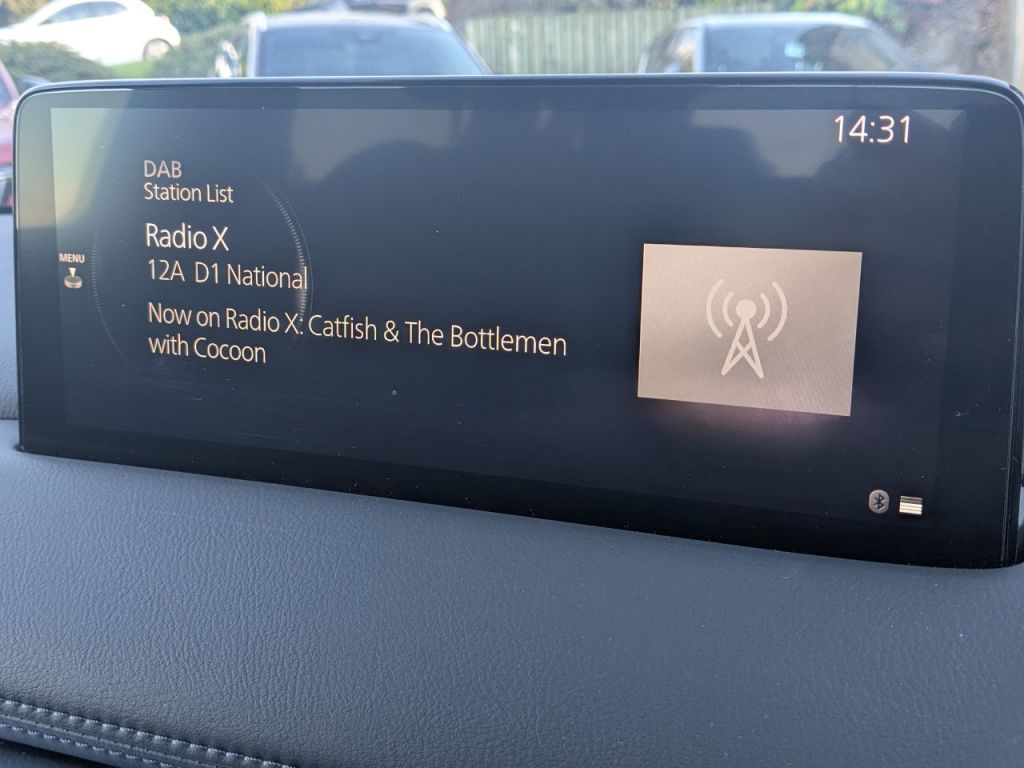 14:31
DAB
Station List
Radio X
12A D1 National
MENU
Now on Radio X: Catfish & The Bottlemen
with Cocoon